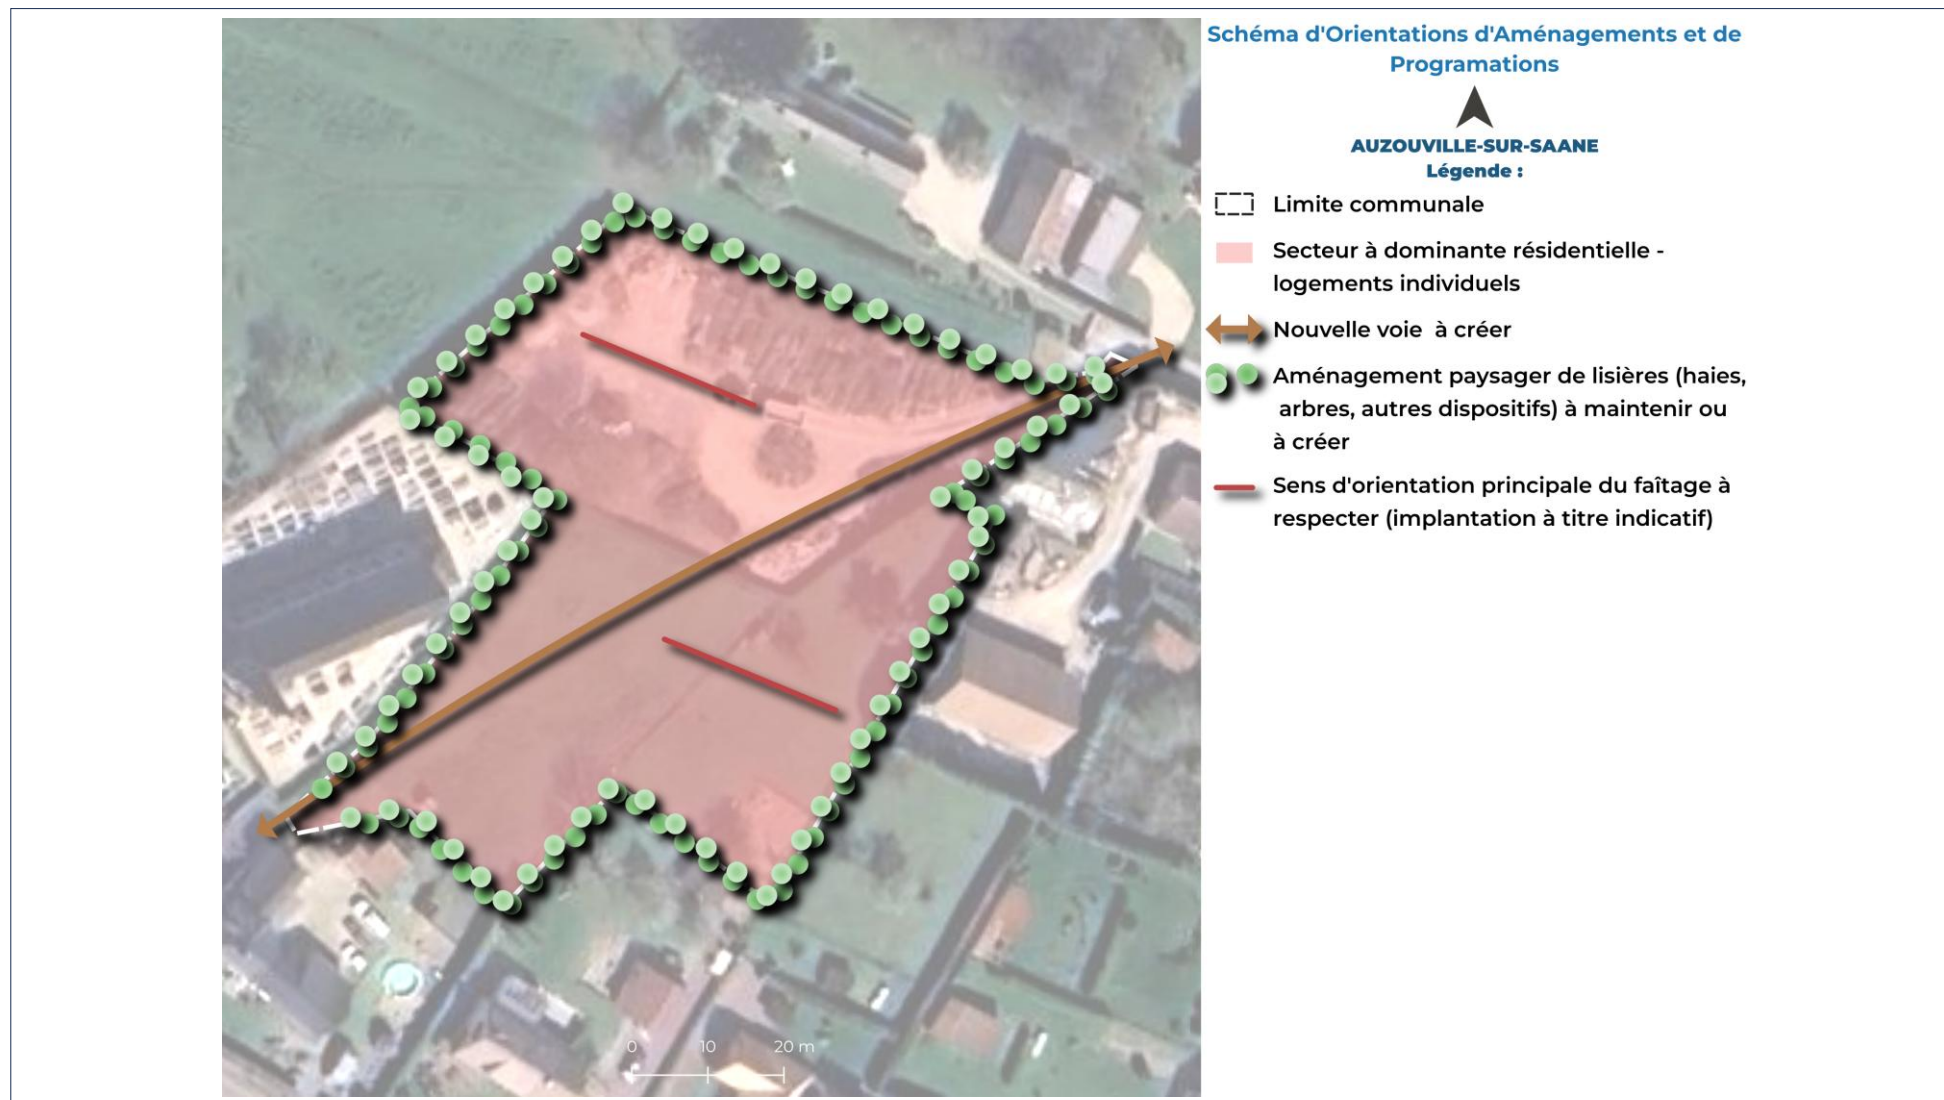 Schéma d'Orientations d'Aménagements et de
Programations
AUZOUVILLE-SUR-SAANE
Légende :
Limite communale
Secteur à dominante résidentielle -
logements individuels
Nouvelle voie à créer
Aménagement paysager de lisières (haies,
arbres, autres dispositifs) à maintenir ou
à créer
Sens d'orientation principale du faîtage à
respecter (implantation à titre indicatif)
0 10 20 m